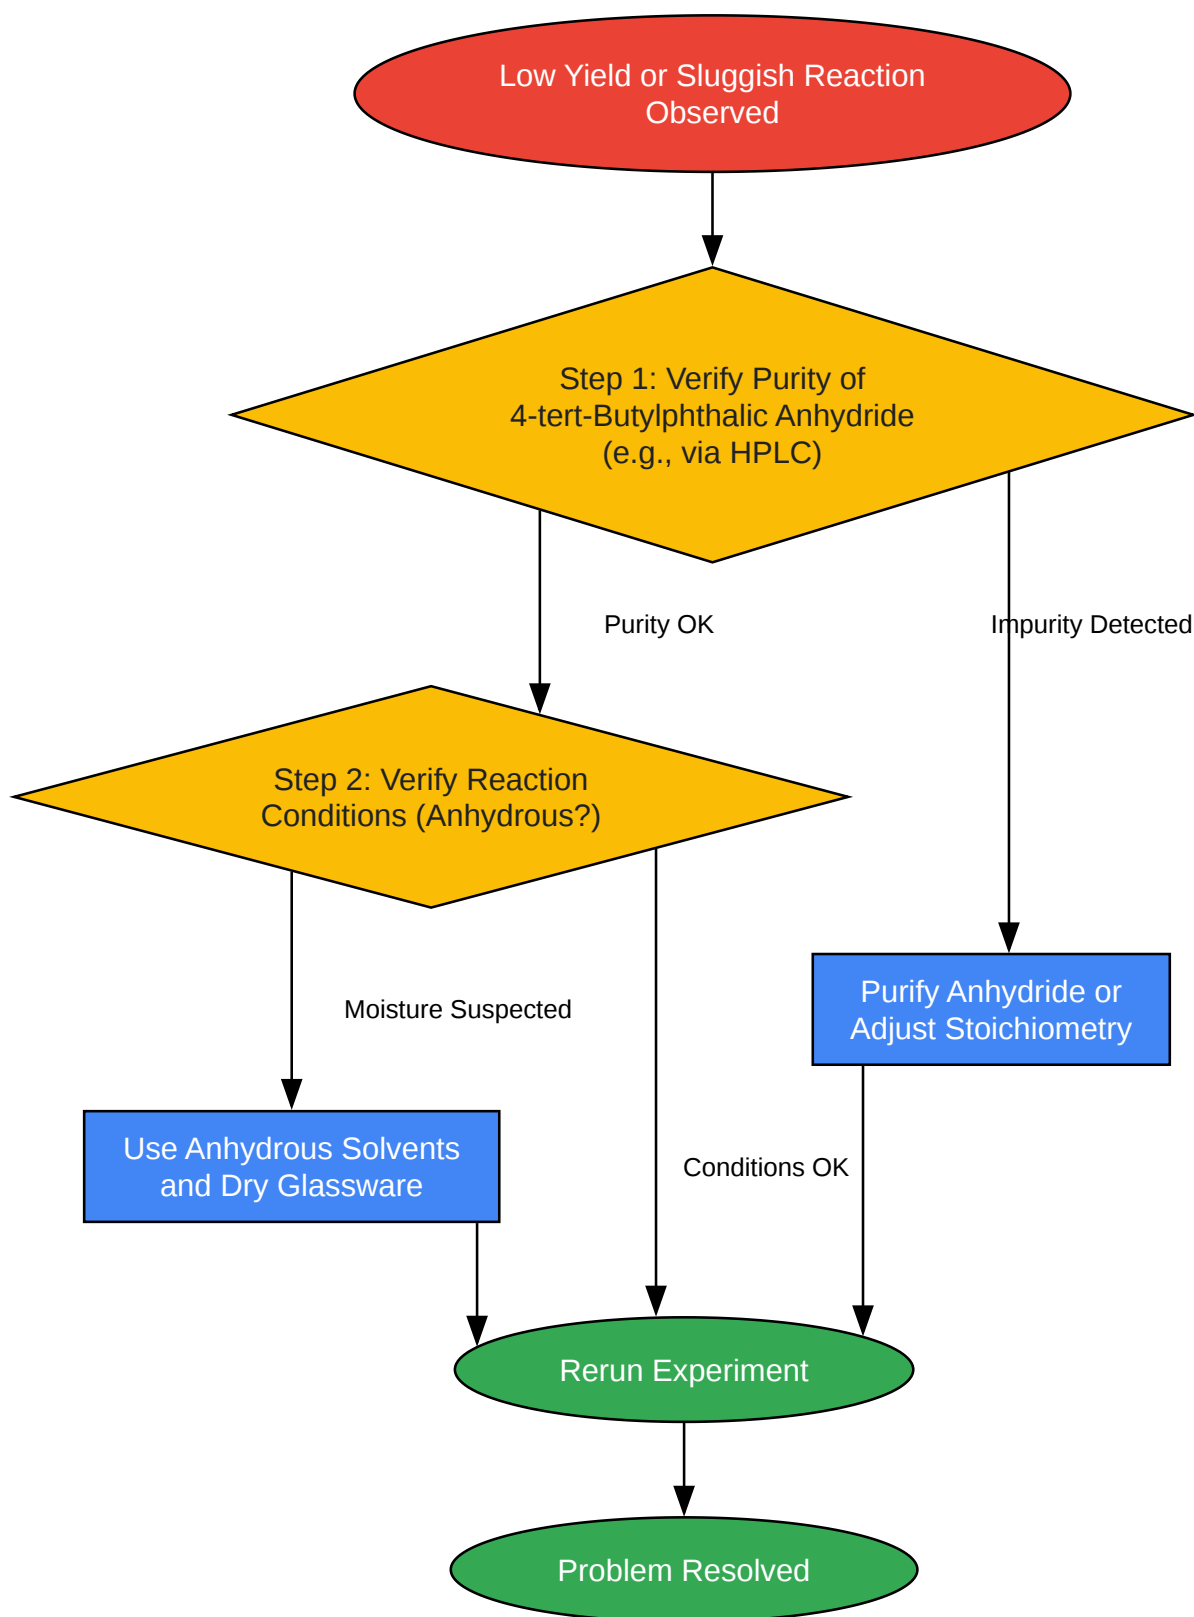 Low Yield or Sluggish Reaction
Observed
Step 1: Verify Purity of
4-tert-Butylphthalic Anhydride
(e.g., via HPLC)
Purity OK
Impurity Detected
Step 2: Verify Reaction
Conditions (Anhydrous?)
Moisture Suspected
Purify Anhydride or
Adjust Stoichiometry
Use Anhydrous Solvents
and Dry Glassware
Conditions OK
Rerun Experiment
Problem Resolved